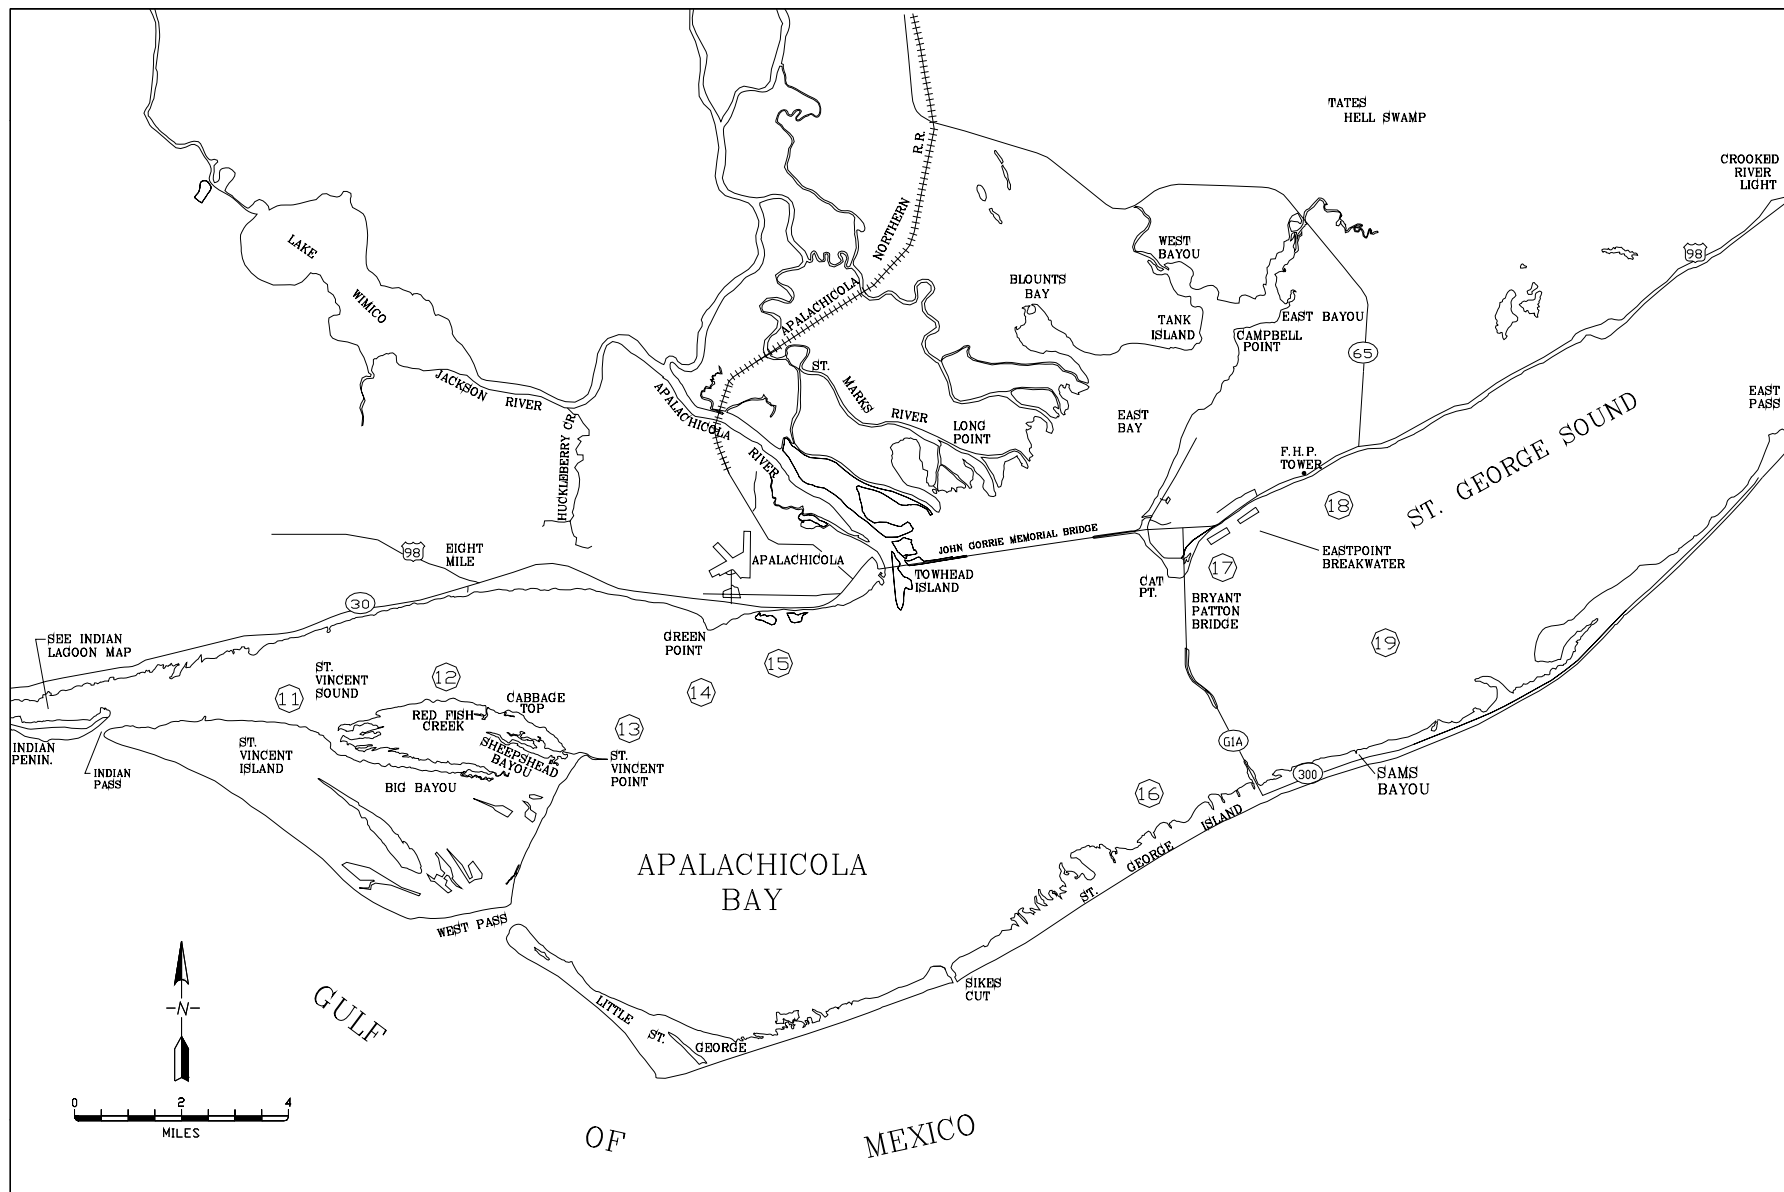 TATES
HELL SWAMP
CROOKED
RIVER
LIGHT
R.R.
NORTHERN
APALACHICOLA
LAKE
WIMICO
WEST
BAYOU
98
BLOUNTS
BAY
TANK
ISLAND
EAST BAYOU
CAMPBELL
POINT
65
JACKSON RIVER
APALACHICOLA
APALACHICOLA
RIVER
ST. MARKS RIVER
LONG
POINT
EAST
BAY
EAST
PASS
HUCKLEBERRY CR.
F.H.P.
TOWER
ST. GEORGE SOUND
18
98
EIGHT
MILE
APALACHICOLA
JOHN GORRIE MEMORIAL BRIDGE
EASTPOINT
BREAKWATER
TOWHEAD
ISLAND
CAT
PT.
17
BRYANT
PATTON
BRIDGE
30
SEE INDIAN
LAGOON MAP
GREEN
POINT
19
ST.
VINCENT
SOUND
12
15
11
14
CABBAGE
TOP
RED FISH
CREEK
13
G1A
INDIAN
PENIN.
INDIAN
PASS
ST.
VINCENT
ISLAND
SHEEPSHEAD
BAYOU
ST.
VINCENT
POINT
BIG BAYOU
300
SAMS
BAYOU
16
ST. GEORGE ISLAND
APALACHICOLA
BAY
WEST PASS
N
SIKES
CUT
LITTLE ST. GEORGE
GULF OF MEXICO
0 2 4
MILES